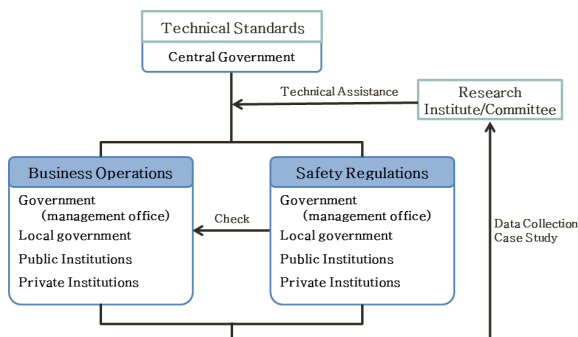 Technical Standards
Central Government
Technical Assistance
Research
Institute/Committee
Business Operations
Government
(management office)
Local government
Public Institutions
Private Institutions
Check
Safety Regulations
Government
(management office)
Local government
Public Institutions
Private Institutions
Data Collection
Case Study